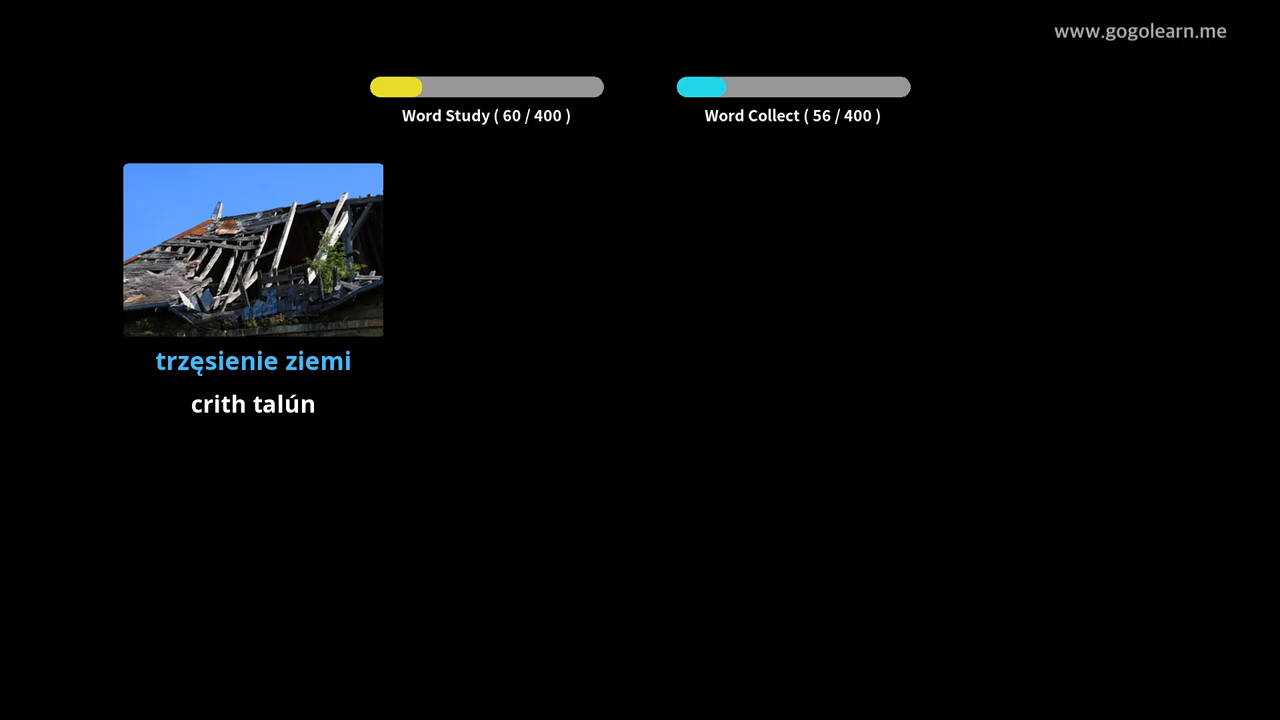 www.gogolearn.me
Word Study ( 60 / 400 )
Word Collect ( 56 / 400 )
trzęsienie ziemi
crith talún